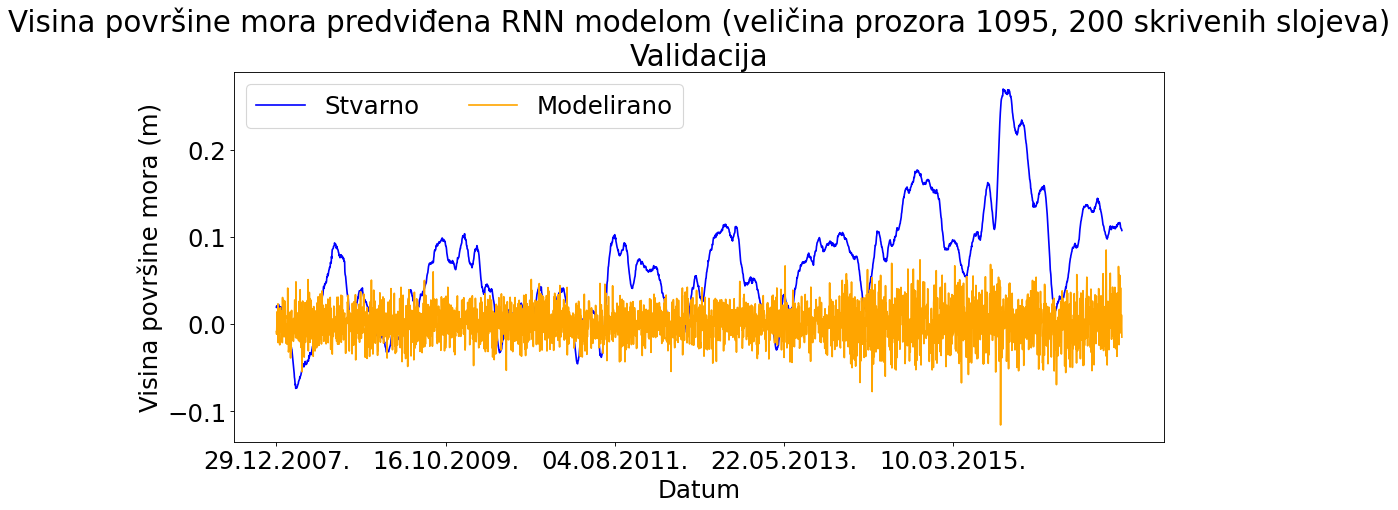 Visina površine mora predviđena RNN modelom (veličina prozora 1095, 200 skrivenih slojeva)
Validacija
Stvarno Modelirano
Visina površine mora (m)
0.2
0.1
0.0
−0.1
29.12.2007. 16.10.2009. 04.08.2011. 22.05.2013. 10.03.2015.
Datum